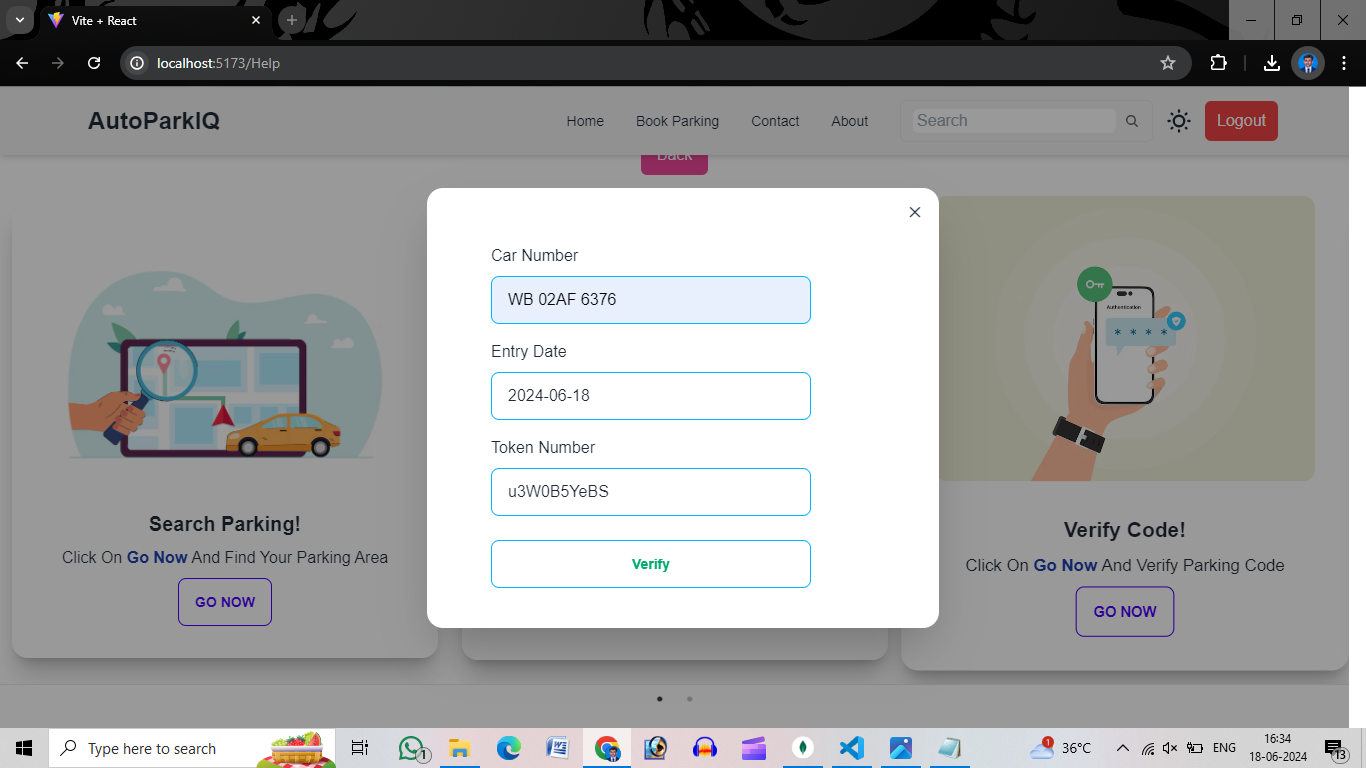 Vite + React
localhost:5173/Help
AutoParkIQ
Home
Book Parking
Contact
About
Search
Logout
Back
Car Number
WB 02AF 6376
Entry Date
2024-06-18
Token Number
u3W0B5YeBS
Verify
Search Parking!
Click On Go Now And Find Your Parking Area
GO NOW
Authentication
* * * *
Verify Code!
Click On Go Now And Verify Parking Code
GO NOW
Type here to search
1
1
36°C
ENG
16:34
18-06-2024
13